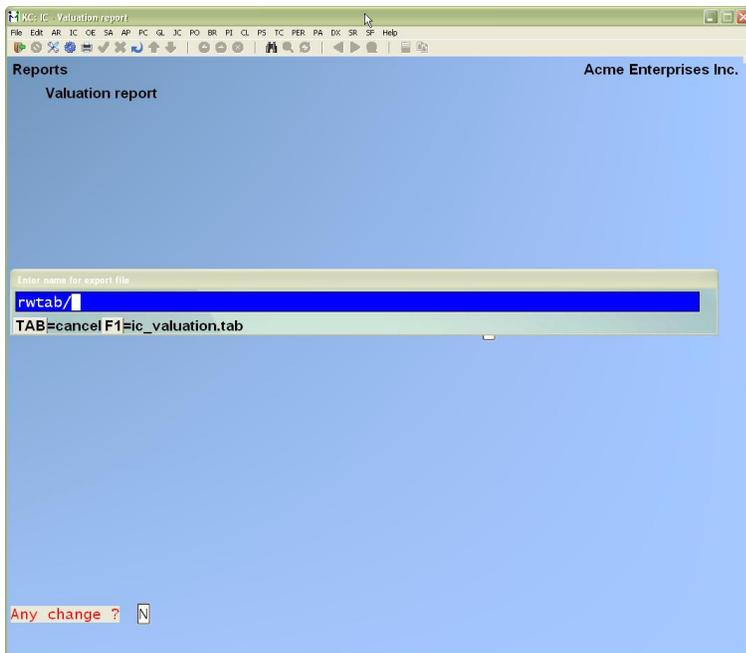 KC: IC - Valuation report
File Edit AR IC OE SA AP PC GL JC PO BR PI CL PS TC PER PA DX SR SF Help
Reports
Acme Enterprises Inc.
Valuation report
Enter name for export file
rwtab/
TAB=cancel F1=ic_valuation.tab
Any change ? N